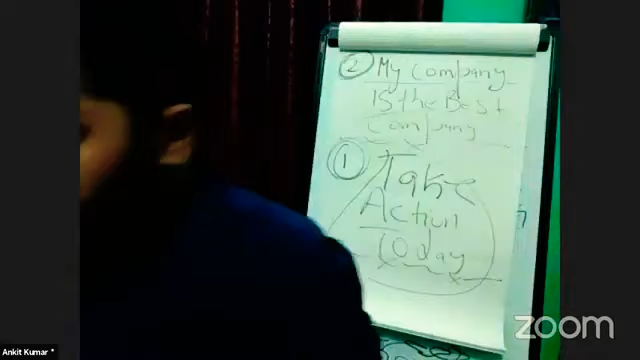 ② My Company
is the Best
Company
① Take
Action
Today
zoom
Ankit Kumar